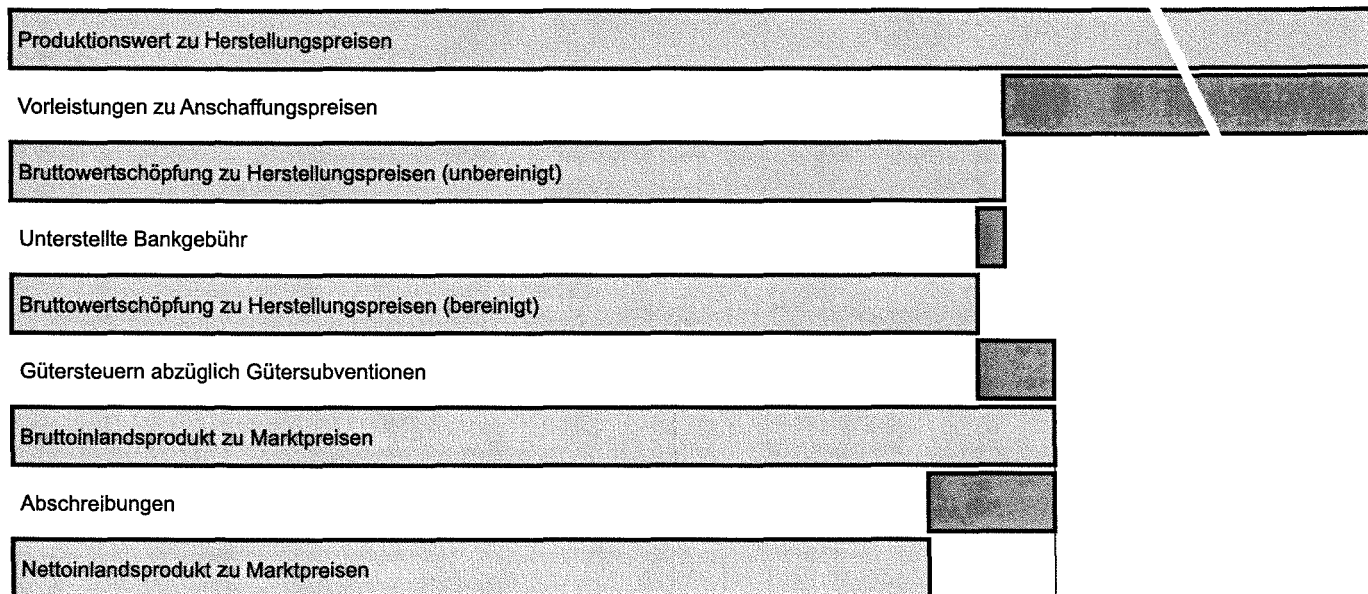 Produktionswert zu Herstellungspreisen
Vorleistungen zu Anschaffungspreisen
Bruttowertschöpfung zu Herstellungspreisen (unbereinigt)
Unterstellte Bankgebühr
Bruttowertschöpfung zu Herstellungspreisen (bereinigt)
Gütersteuern abzüglich Gütersubventionen
Bruttoinlandsprodukt zu Marktpreisen
Abschreibungen
Nettoinlandsprodukt zu Marktpreisen